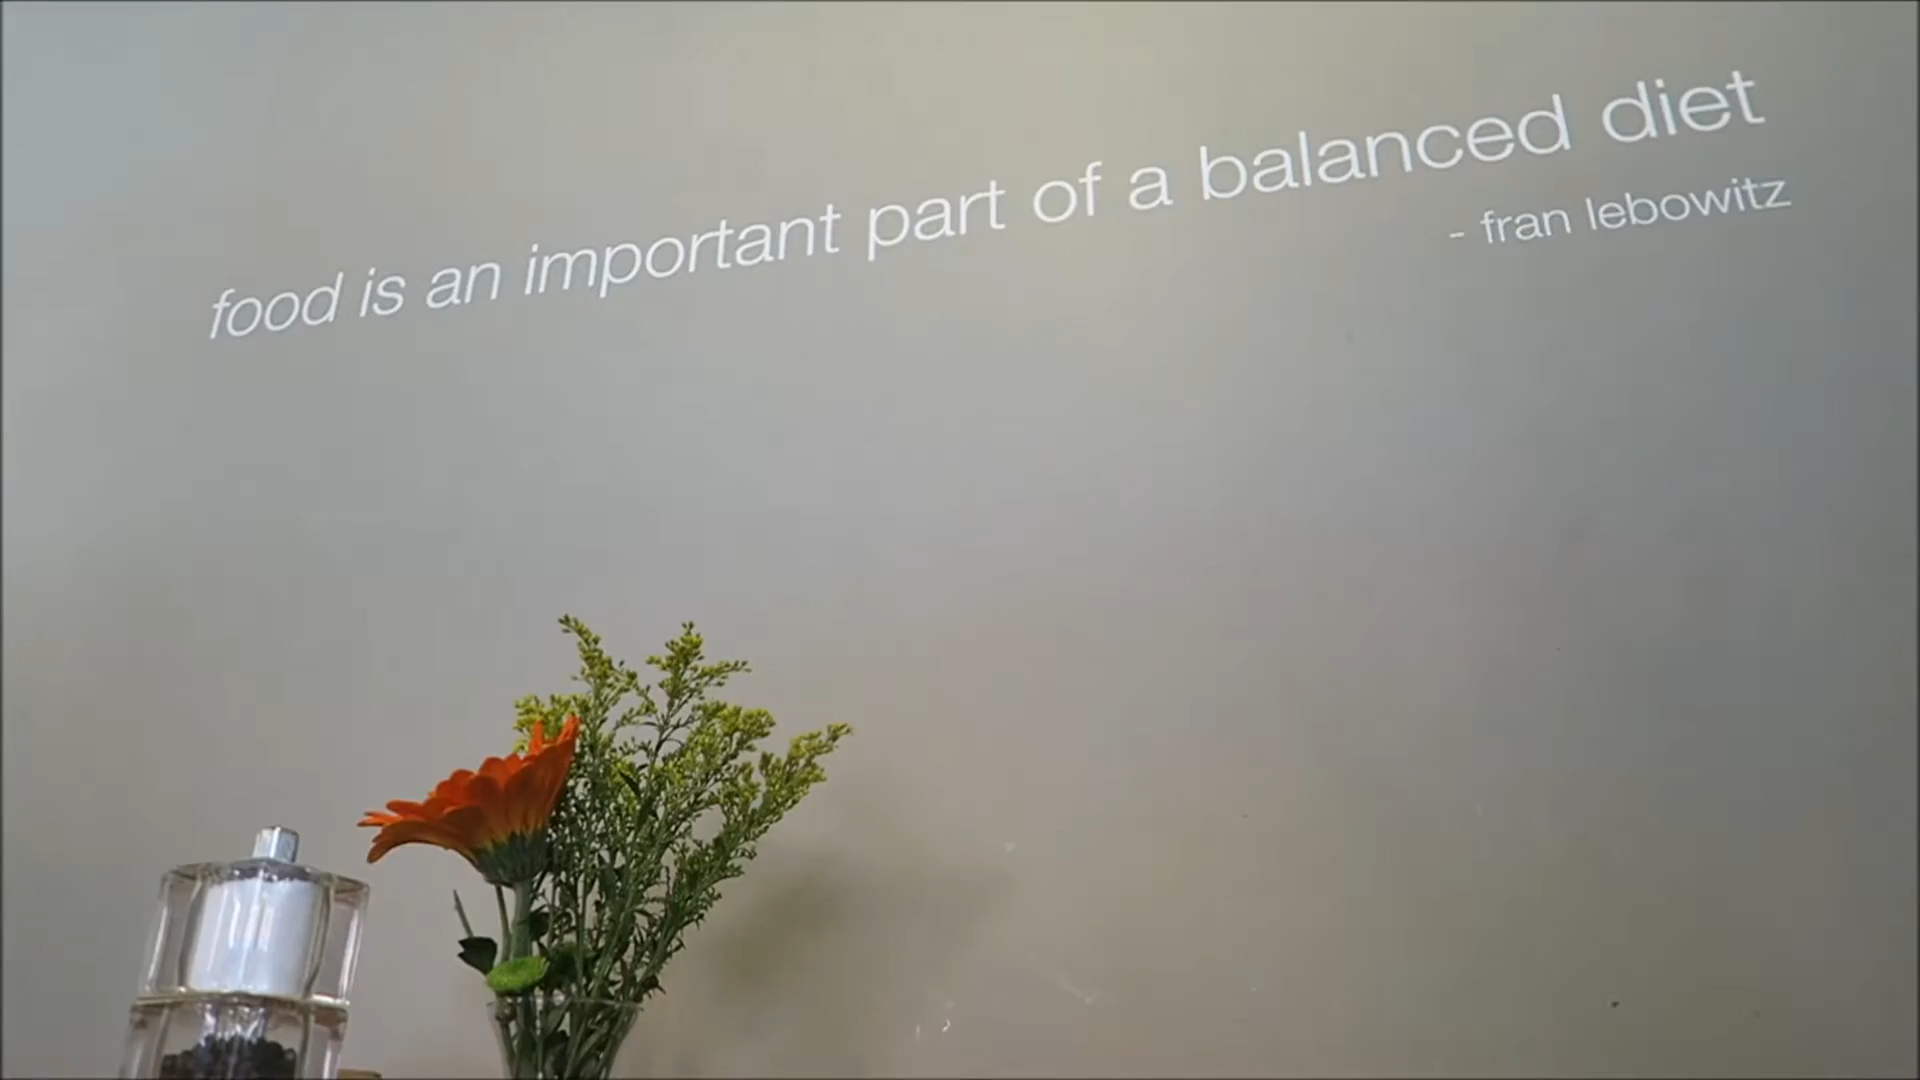 food is an important part of a balanced diet
- fran lebowitz